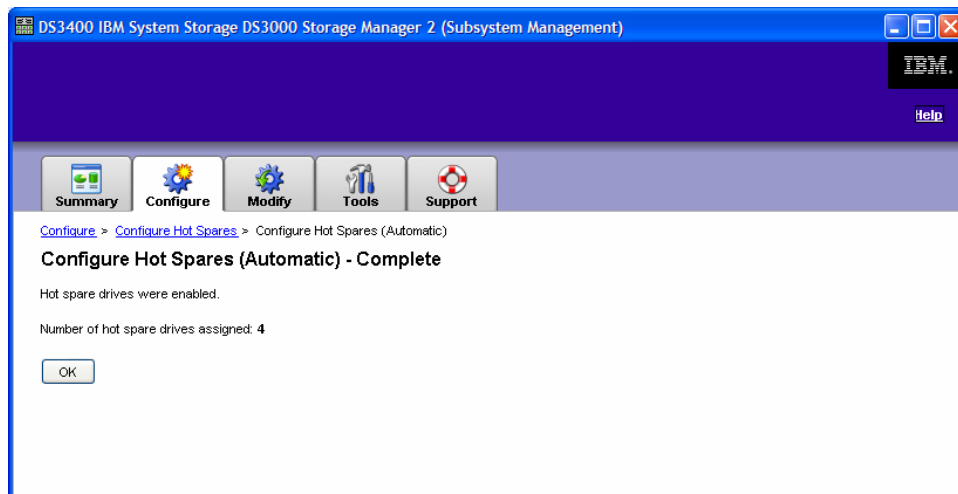 DS3400 IBM System Storage DS3000 Storage Manager 2 (Subsystem Management)
IBM.
Help
Summary
Configure
Modify
Tools
Support
Configure > Configure Hot Spares > Configure Hot Spares (Automatic)
Configure Hot Spares (Automatic) - Complete
Hot spare drives were enabled.
Number of hot spare drives assigned: 4
OK